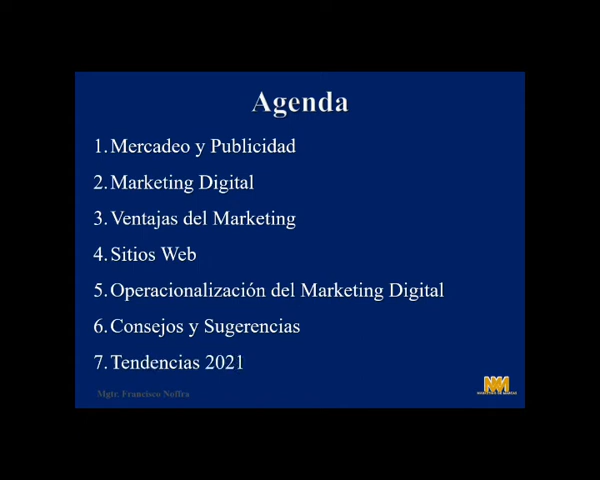 Agenda
1. Mercadeo y Publicidad
2. Marketing Digital
3. Ventajas del Marketing
4. Sitios Web
5. Operacionalización del Marketing Digital
6. Consejos y Sugerencias
7. Tendencias 2021
Mgtr. Francisco Noffra